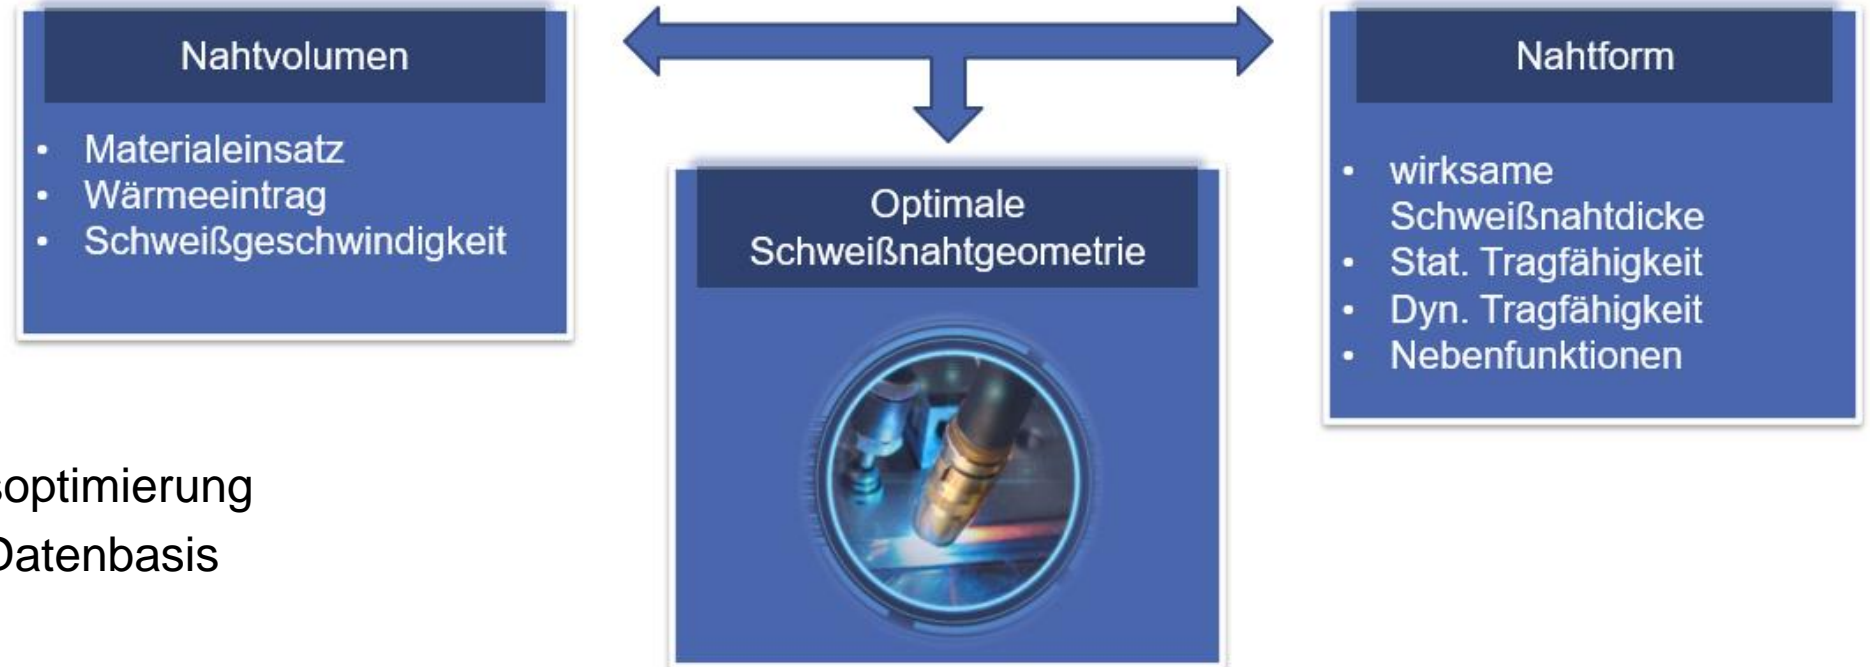 Nahtvolumen
• Materialeinsatz
• Wärmeeintrag
• Schweißgeschwindigkeit
Optimale
Schweißnahtgeometrie
Nahtform
• wirksame
Schweißnahtdicke
• Stat. Tragfähigkeit
• Dyn. Tragfähigkeit
• Nebenfunktionen
soptimierung
Datenbasis